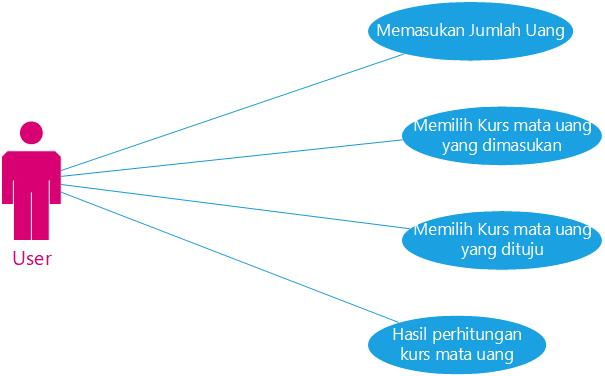 Memasukan Jumlah Uang
Memilih Kurs mata uang
yang dimasukan
User
Memilih Kurs mata uang
yang dituju
Hasil perhitungan
kurs mata uang